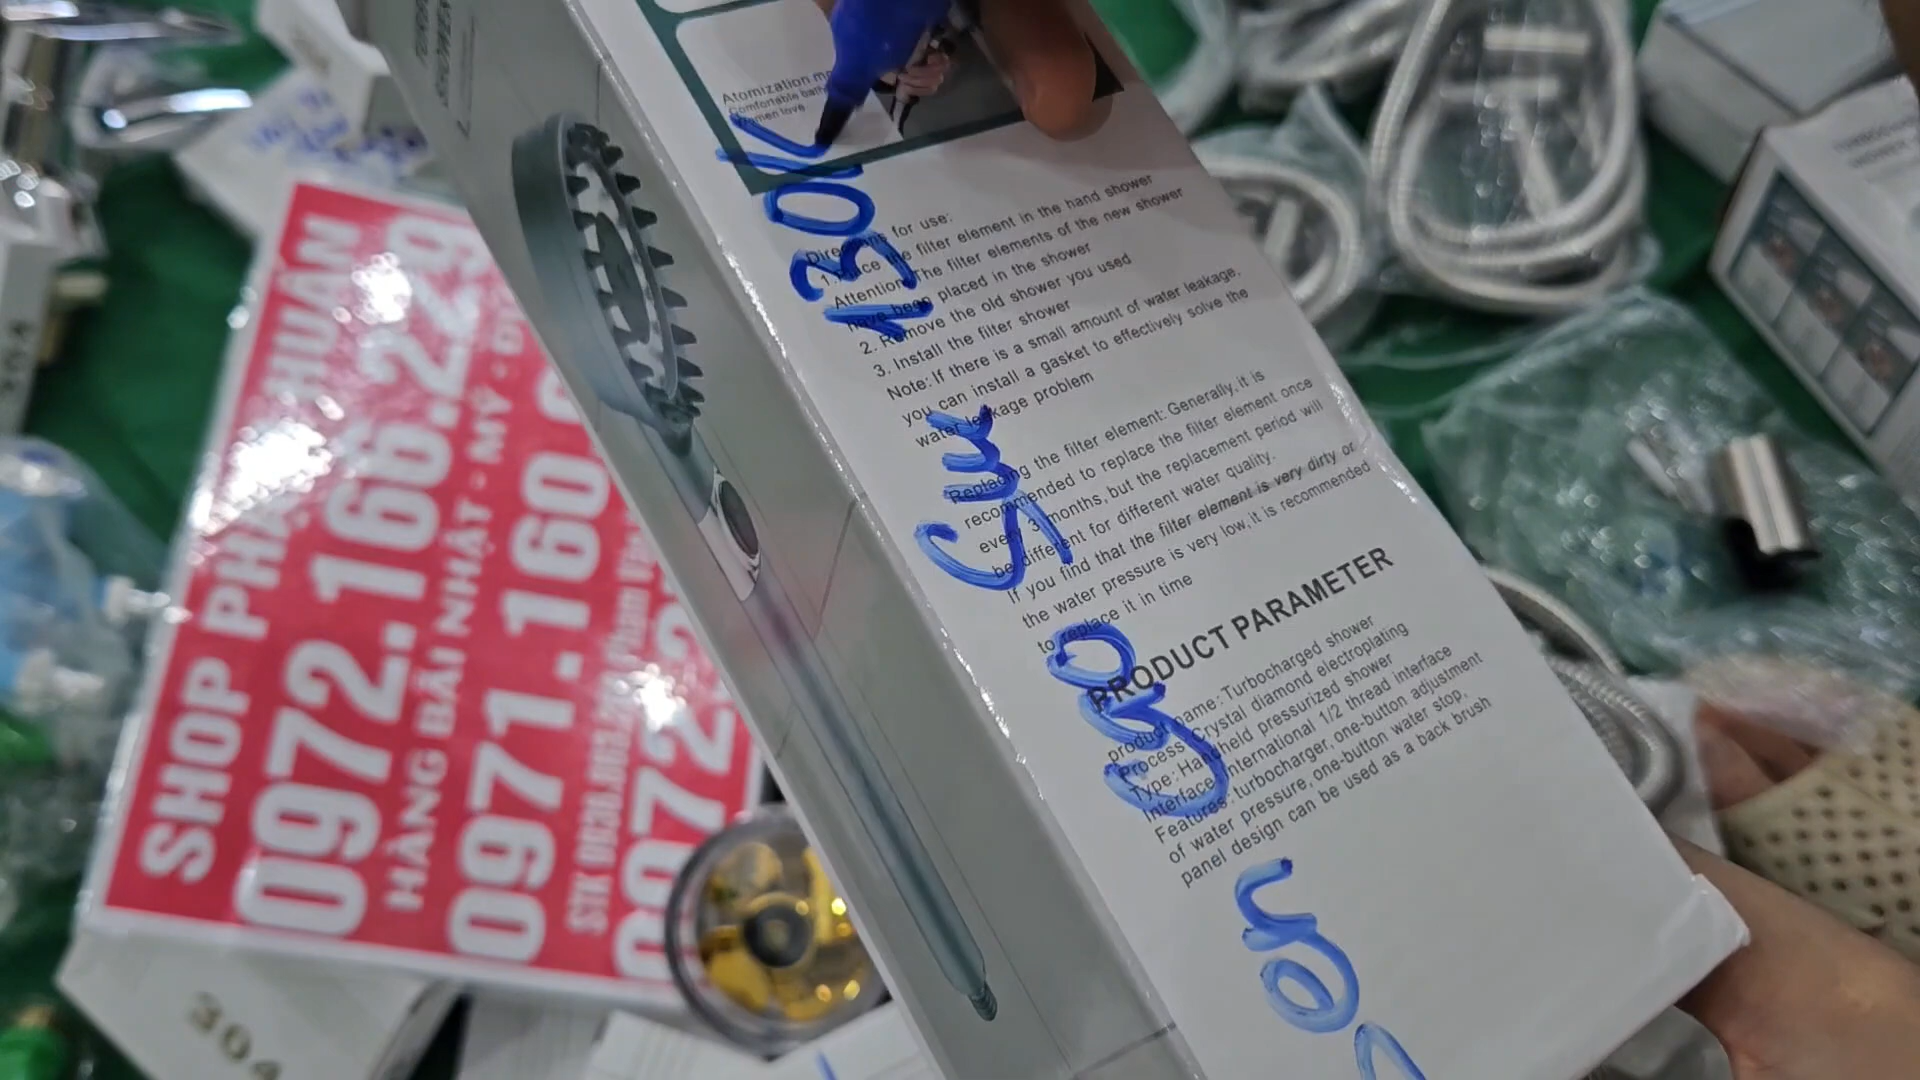 Atomization
Comfortable bath
women love
130K
Directions for use:
1. Place the filter element in the hand shower
Attention: The filter elements of the new shower
have been placed in the shower
2. Remove the old shower you used
3. Install the filter shower
Note: If there is a small amount of water leakage,
you can install a gasket to effectively solve the
water leakage problem
Replacing the filter element: Generally, it is
recommended to replace the filter element once
every 3 months, but the replacement period will
be different for different water quality.
If you find that the filter element is very dirty or
the water pressure is very low, it is recommended
to replace it in time
PRODUCT PARAMETER
product name: Turbocharged shower
Process: Crystal diamond electroplating
Type: Handheld pressurized shower
Interface: International 1/2 thread interface
Features: turbocharger, one-button adjustment
of water pressure, one-button water stop,
panel design can be used as a back brush
SHOP
0972.166.229
HÀNG BÃI NHẬT - MỸ -
0971.160
STK
0972
304